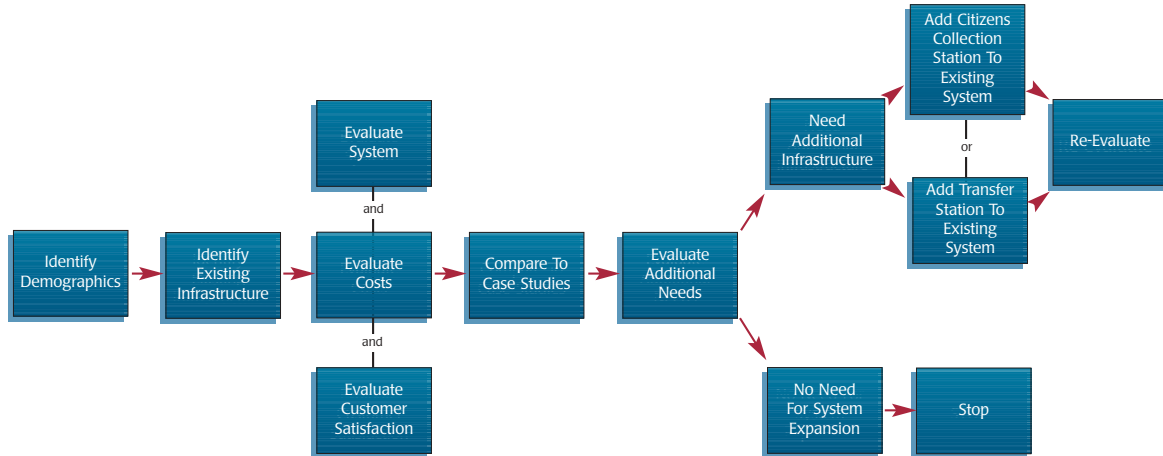 Identify
Demographics
Identify
Existing
Infrastructure
Evaluate
System
and
Evaluate
Costs
and
Evaluate
Customer
Satisfaction
Compare To
Case Studies
Evaluate
Additional
Needs
Need
Additional
Infrastructure
Add Citizens
Collection
Station To
Existing
System
or
Add Transfer
Station To
Existing
System
Re-Evaluate
No Need
For System
Expansion
Stop